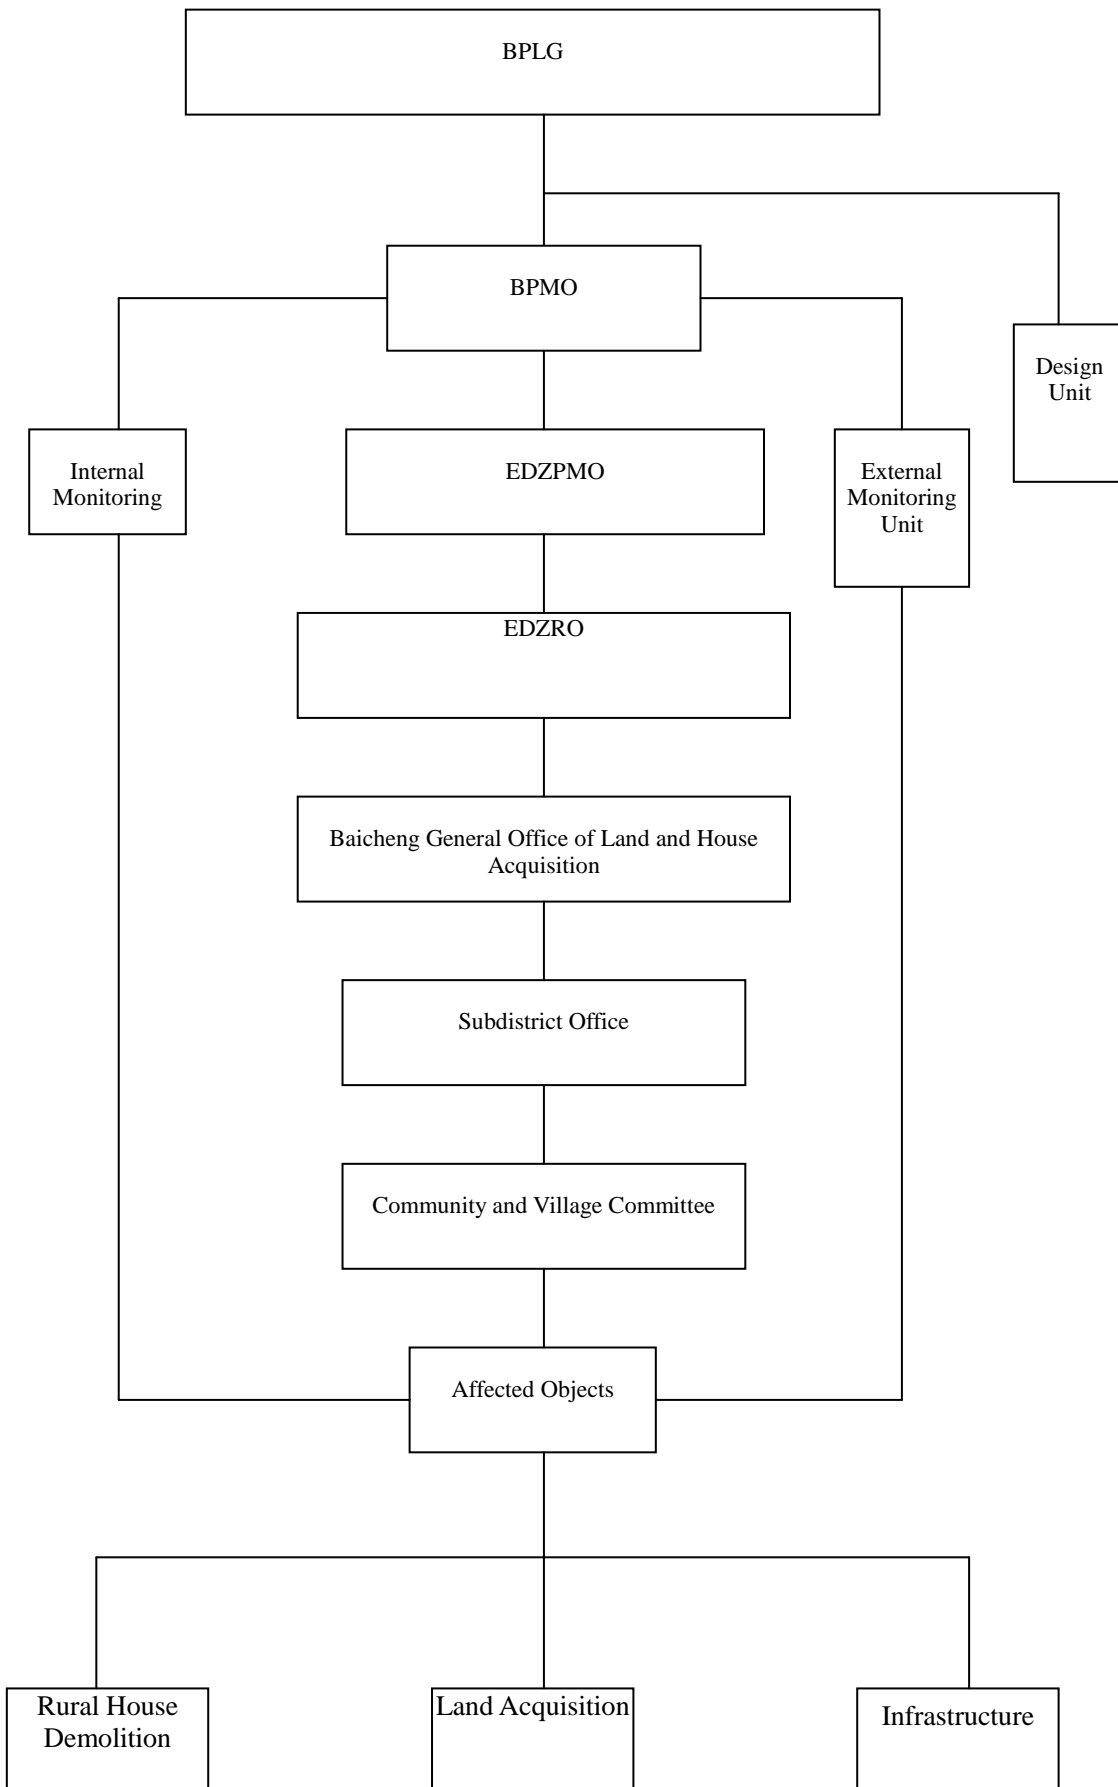 BPLG
BPMO
Design
Unit
Internal
Monitoring
EDZPMO
External
Monitoring
Unit
EDZRO
Baicheng General Office of Land and House
Acquisition
Subdistrict Office
Community and Village Committee
Affected Objects
Rural House
Demolition
Land Acquisition
Infrastructure